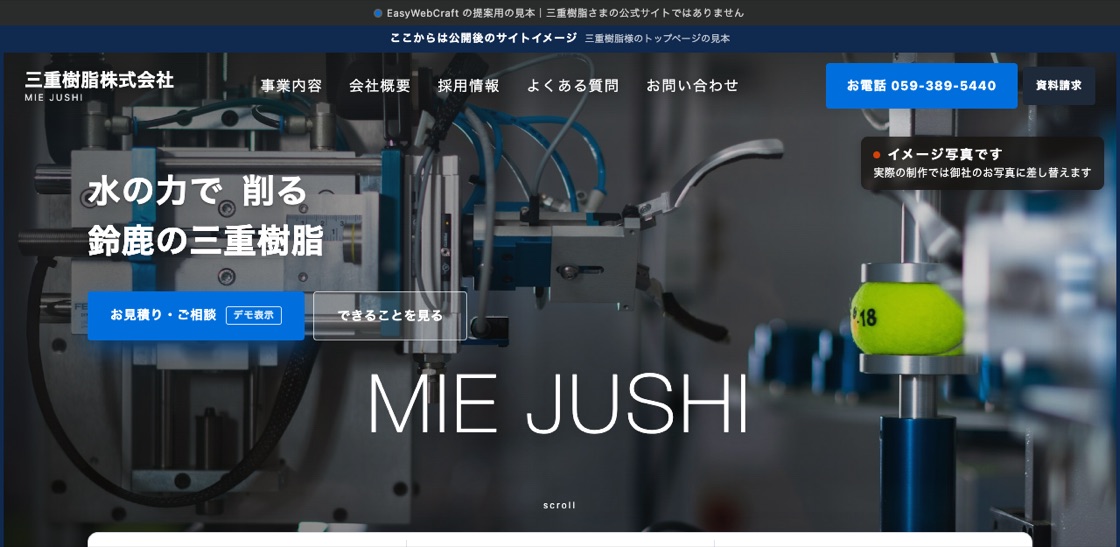 EasyWebCraft の提案用の見本｜三重樹脂さまの公式サイトではありません
ここからは公開後のサイトイメージ 三重樹脂様のトップページの見本
三重樹脂株式会社
MIE JUSHI
事業内容 会社概要 採用情報 よくある質問 お問い合わせ
お電話 059-389-5440
資料請求
イメージ写真です
実際の制作では御社のお写真に差し替えます
水の力で 削る
鈴鹿の三重樹脂
お見積り・ご相談 デモ表示
できることを見る
18
MIE JUSHI
scroll